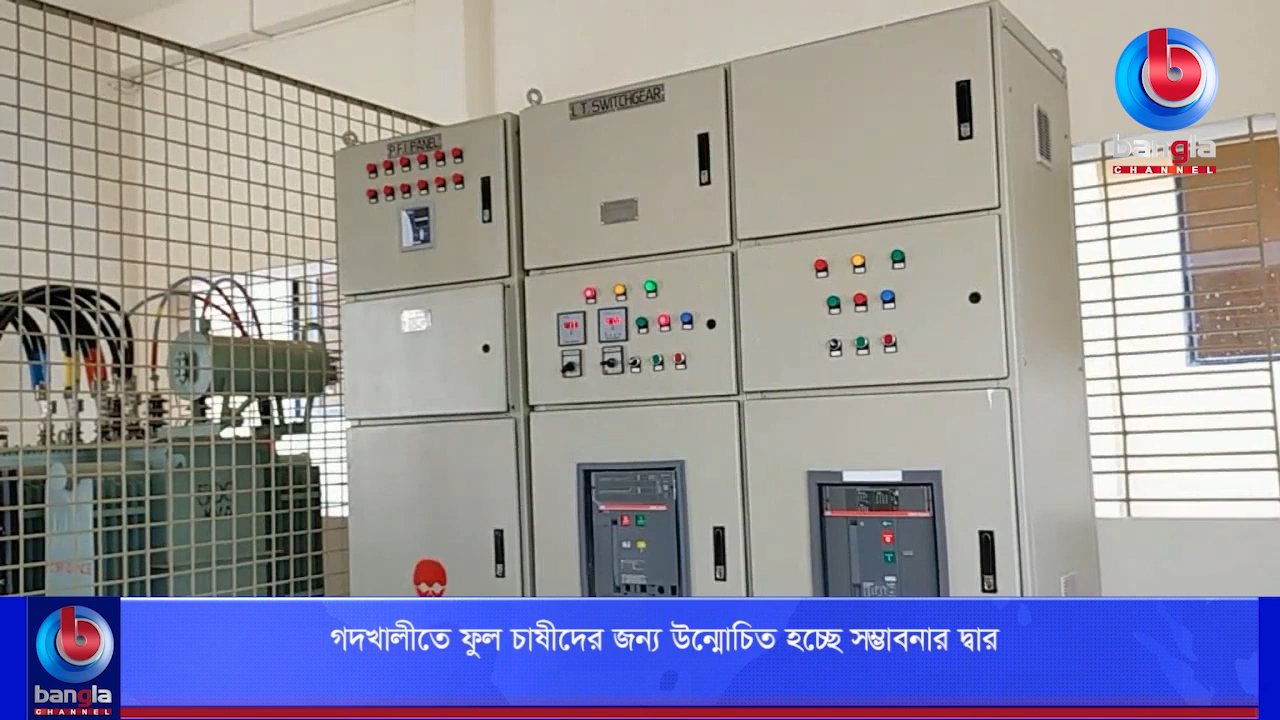 P.F.I PANEL
L.T. SWITCHGEAR
bangla
CHANNEL
গদখালীতে ফুল চাষীদের জন্য উন্মোচিত হচ্ছে সম্ভাবনার দ্বার
bangla
CHANNEL